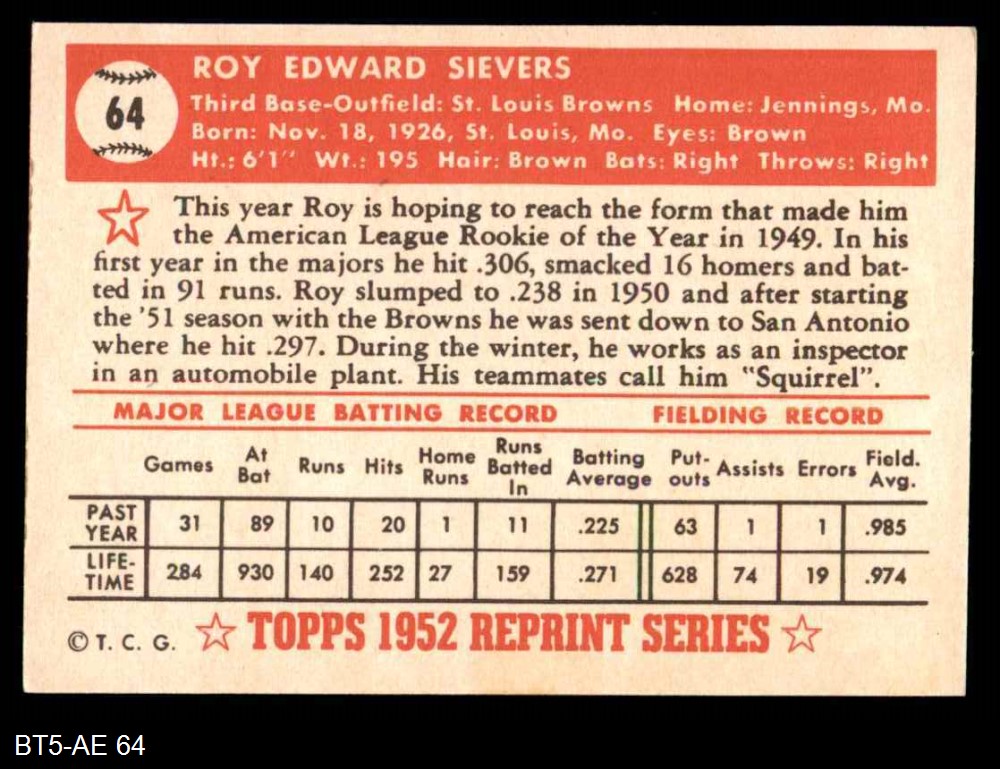 64
ROY EDWARD SIEVERS
Third Base-Outfield: St. Louis Browns Home: Jennings, Mo.
Born: Nov. 18, 1926, St. Louis, Mo. Eyes: Brown
Ht.: 6'1" Wt.: 195 Hair: Brown Bats: Right Throws: Right
This year Roy is hoping to reach the form that made him
the American League Rookie of the Year in 1949. In his
first year in the majors he hit .306, smacked 16 homers and bat-
ted in 91 runs. Roy slumped to .238 in 1950 and after starting
the '51 season with the Browns he was sent down to San Antonio
where he hit .297. During the winter, he works as an inspector
in an automobile plant. His teammates call him "Squirrel".
MAJOR LEAGUE BATTING RECORD FIELDING RECORD
Games At Bat Runs Hits Home Runs Runs Batted In Batting Average Put-outs Assists Errors Field. Avg.
PAST YEAR 31 89 10 20 1 11 .225 63 1 1 .985
LIFE-TIME 284 930 140 252 27 159 .271 628 74 19 .974
© T. C. G. TOPPS 1952 REPRINT SERIES
BT5-AE 64